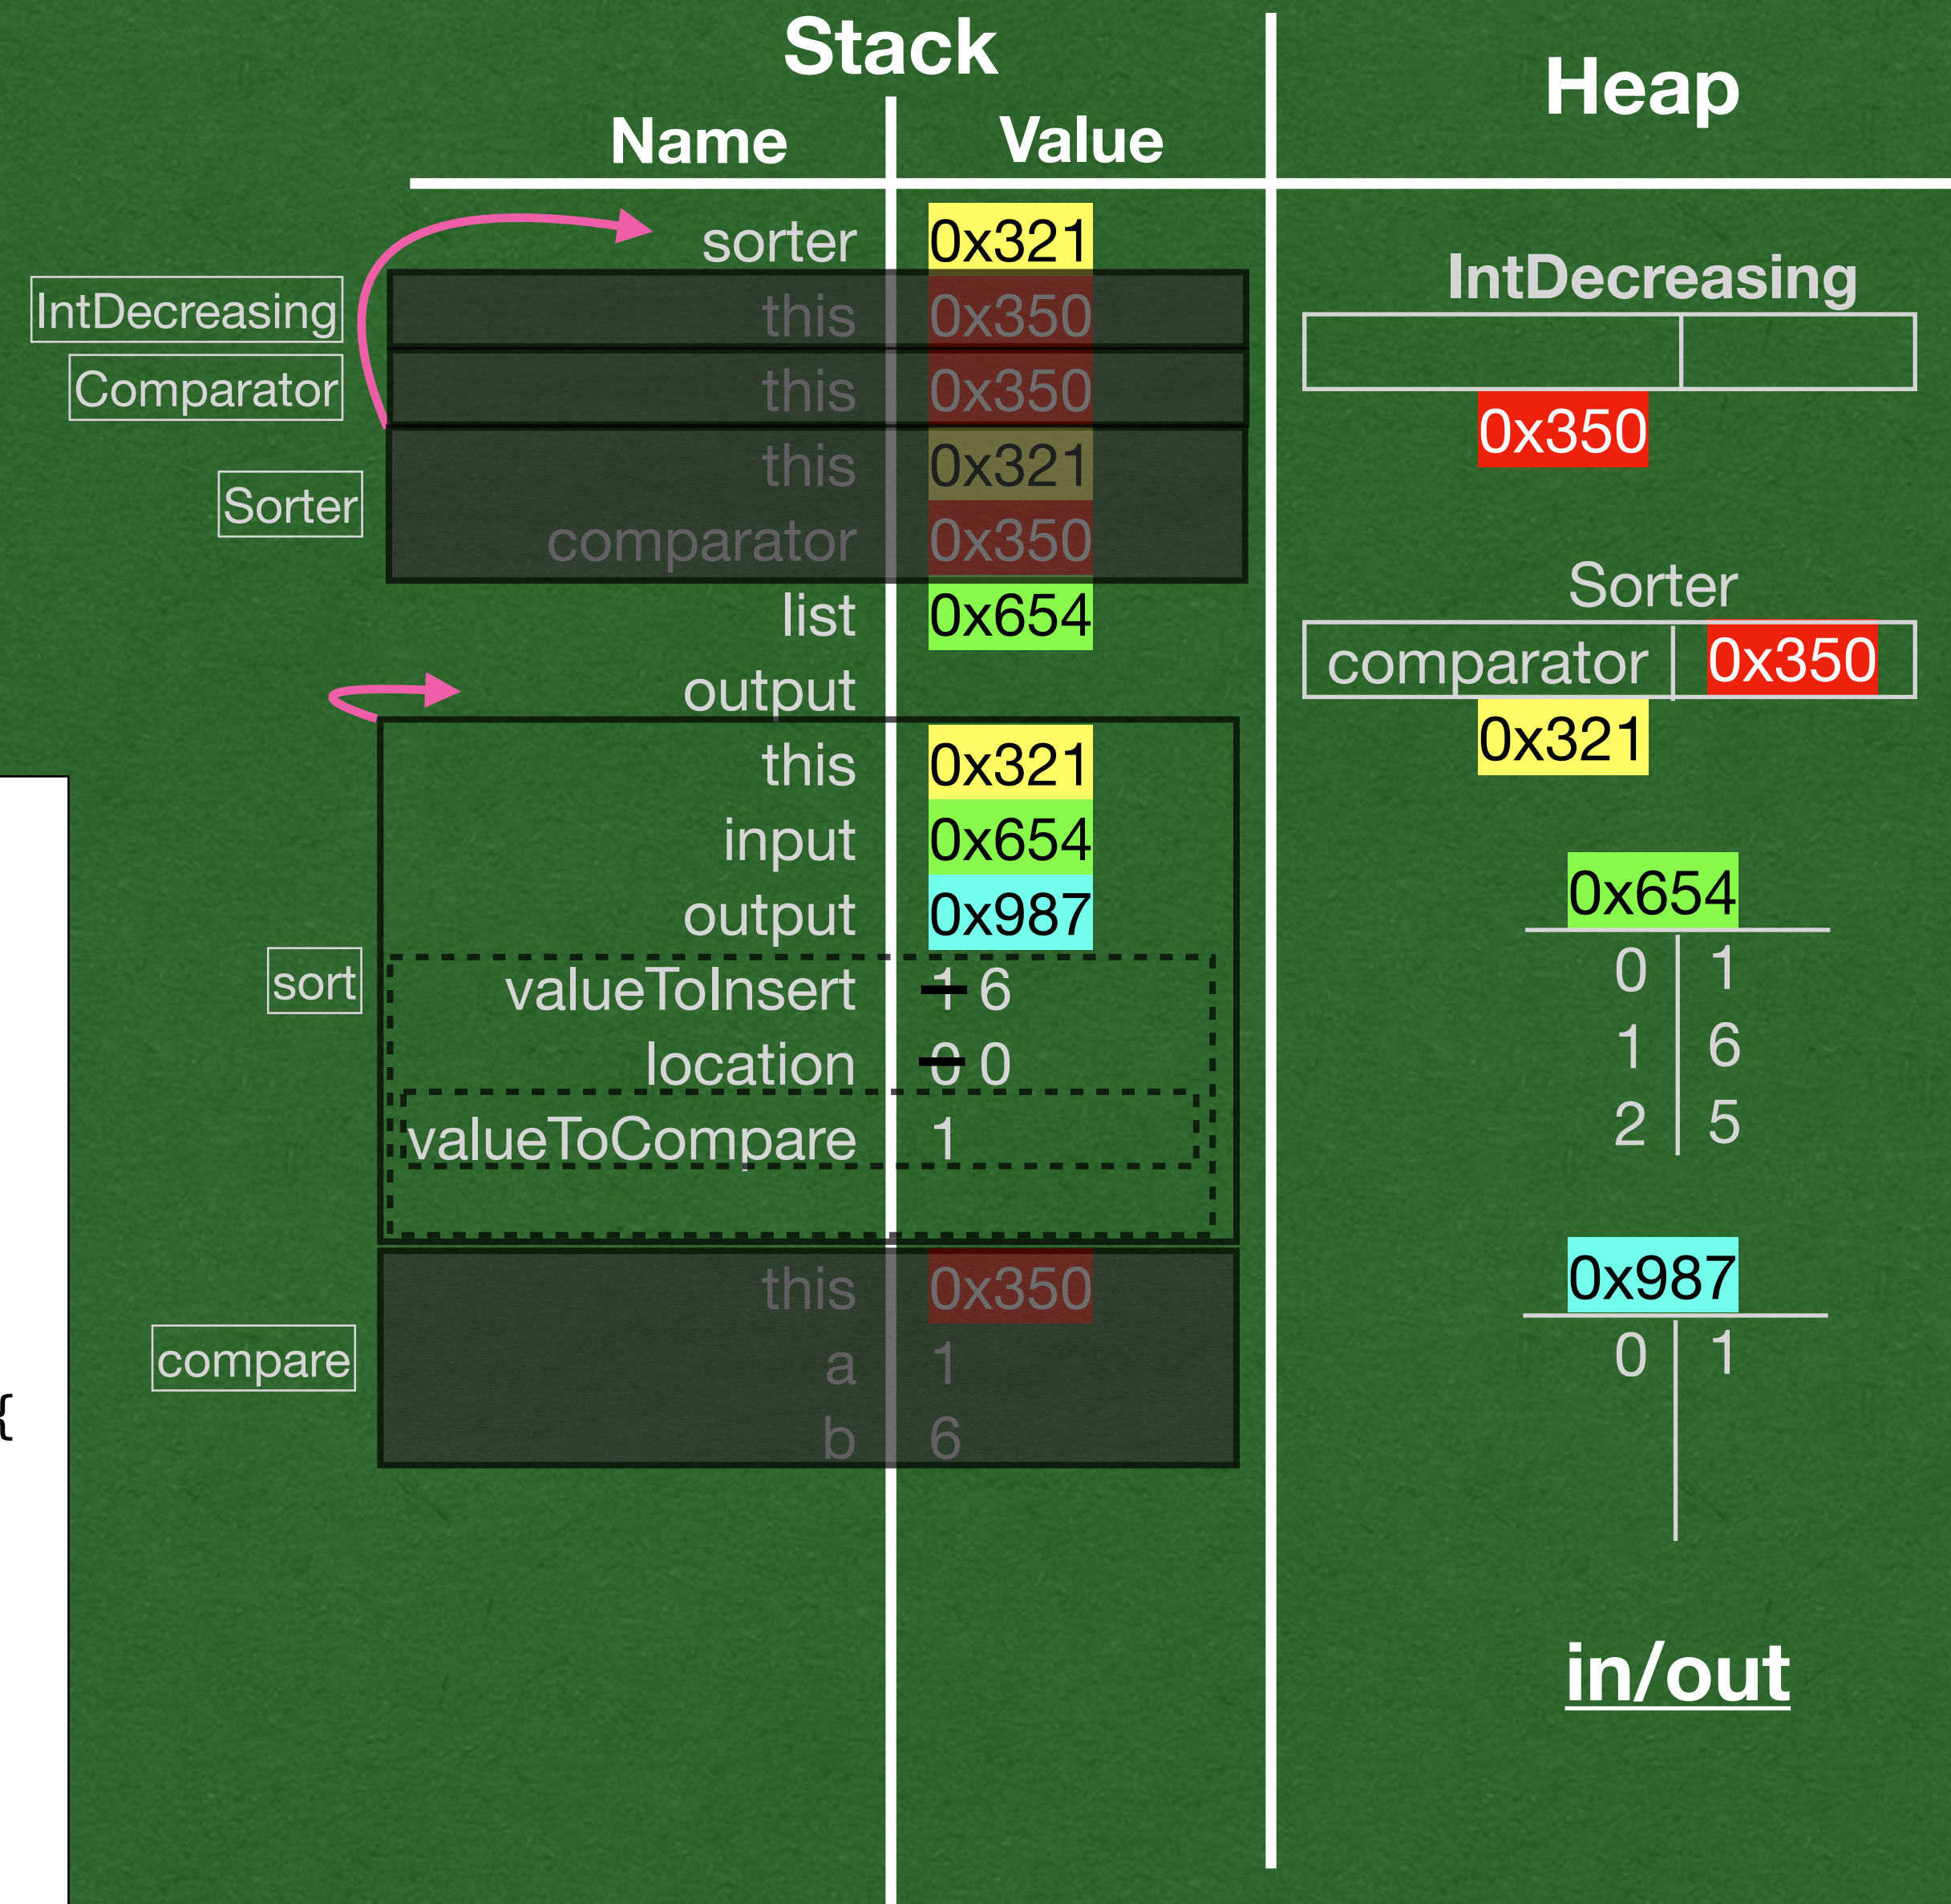 Stack
Heap
Name Value
sorter 0x321
IntDecreasing this 0x350
Comparator this 0x350
this 0x321
Sorter
comparator 0x350
list 0x654
output
this 0x321
input 0x654
output 0x987
sort
valueToInsert 1 6
location 0 0
valueToCompare 1
this 0x350
compare
a 1
b 6
IntDecreasing
0x350
Sorter
comparator 0x350
0x321
0x654
0 1
1 6
2 5
0x987
0 1
in/out
{